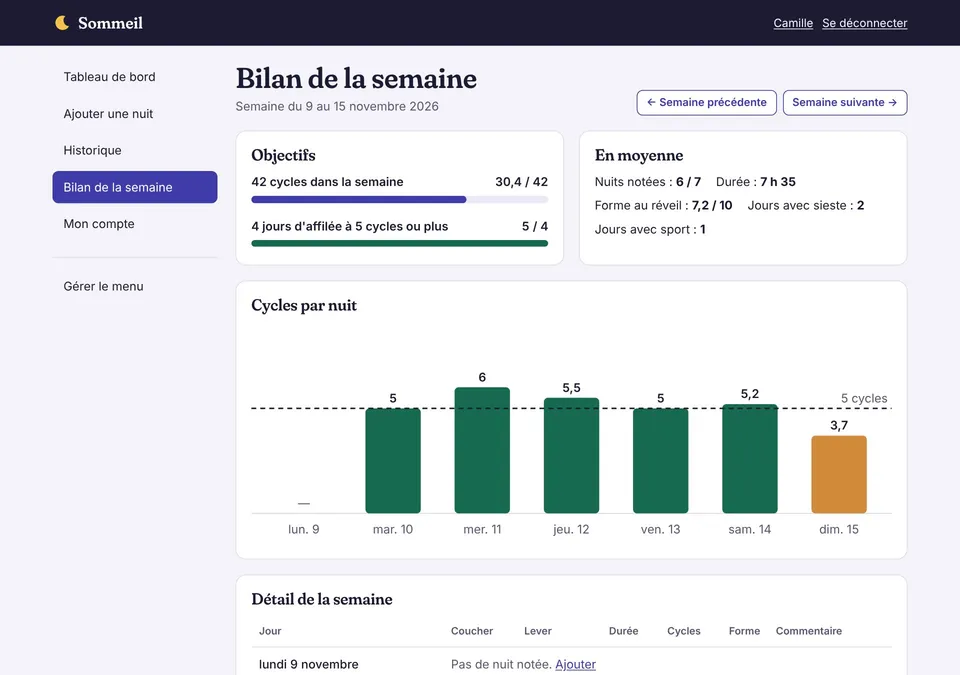 Sommeil
Camille Se déconnecter
Tableau de bord
Ajouter une nuit
Historique
Bilan de la semaine
Mon compte
Gérer le menu
Bilan de la semaine
Semaine du 9 au 15 novembre 2026
← Semaine précédente
Semaine suivante →
Objectifs
42 cycles dans la semaine 30,4 / 42
4 jours d'affilée à 5 cycles ou plus 5 / 4
En moyenne
Nuits notées : 6 / 7 Durée : 7 h 35
Forme au réveil : 7,2 / 10 Jours avec sieste : 2
Jours avec sport : 1
Cycles par nuit
— 5 6 5,5 5 5,2 3,7
5 cycles
lun. 9 mar. 10 mer. 11 jeu. 12 ven. 13 sam. 14 dim. 15
Détail de la semaine
Jour Coucher Lever Durée Cycles Forme Commentaire
lundi 9 novembre Pas de nuit notée. Ajouter